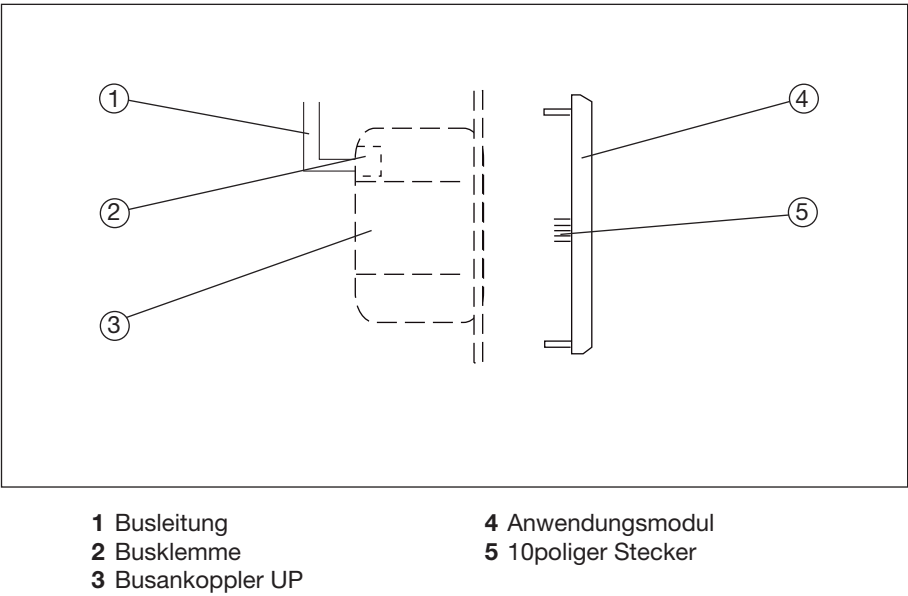 1
2
3
4
5
1 Busleitung
2 Busklemme
3 Busankoppler UP
4 Anwendungsmodul
5 10poliger Stecker